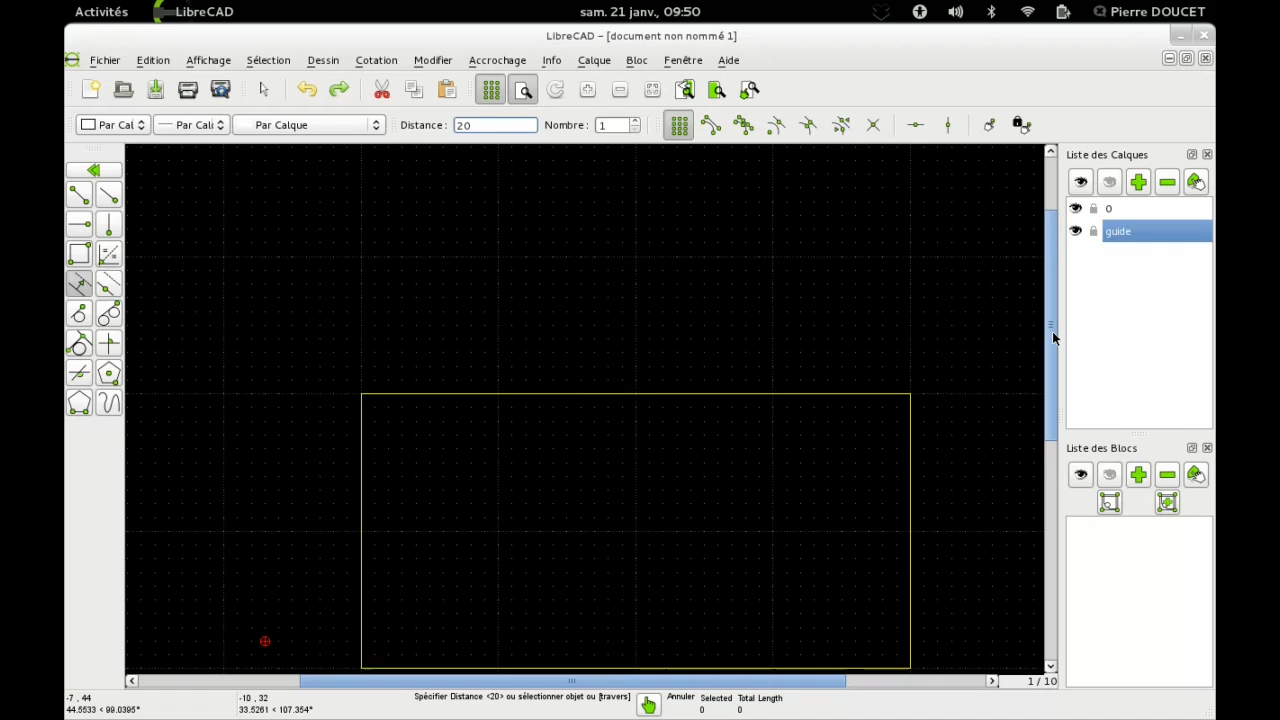 Activités LibreCAD sam. 21 janv., 09:50 Pierre DOUCET
LibreCAD - [document non nommé 1]
Fichier Edition Affichage Sélection Dessin Cotation Modifier Accrochage Info Calque Bloc Fenêtre Aide
Par Cal Par Cal Par Calque Distance : 20 Nombre : 1
Liste des Calques
0
guide
Liste des Blocs
1 / 10
-7 , 44 -10 , 32 Spécifier Distance <20> ou sélectionner objet ou [travers] Annuler Selected Total Length
44.5533 < 99.0395° 33.5261 < 107.354° 0 0